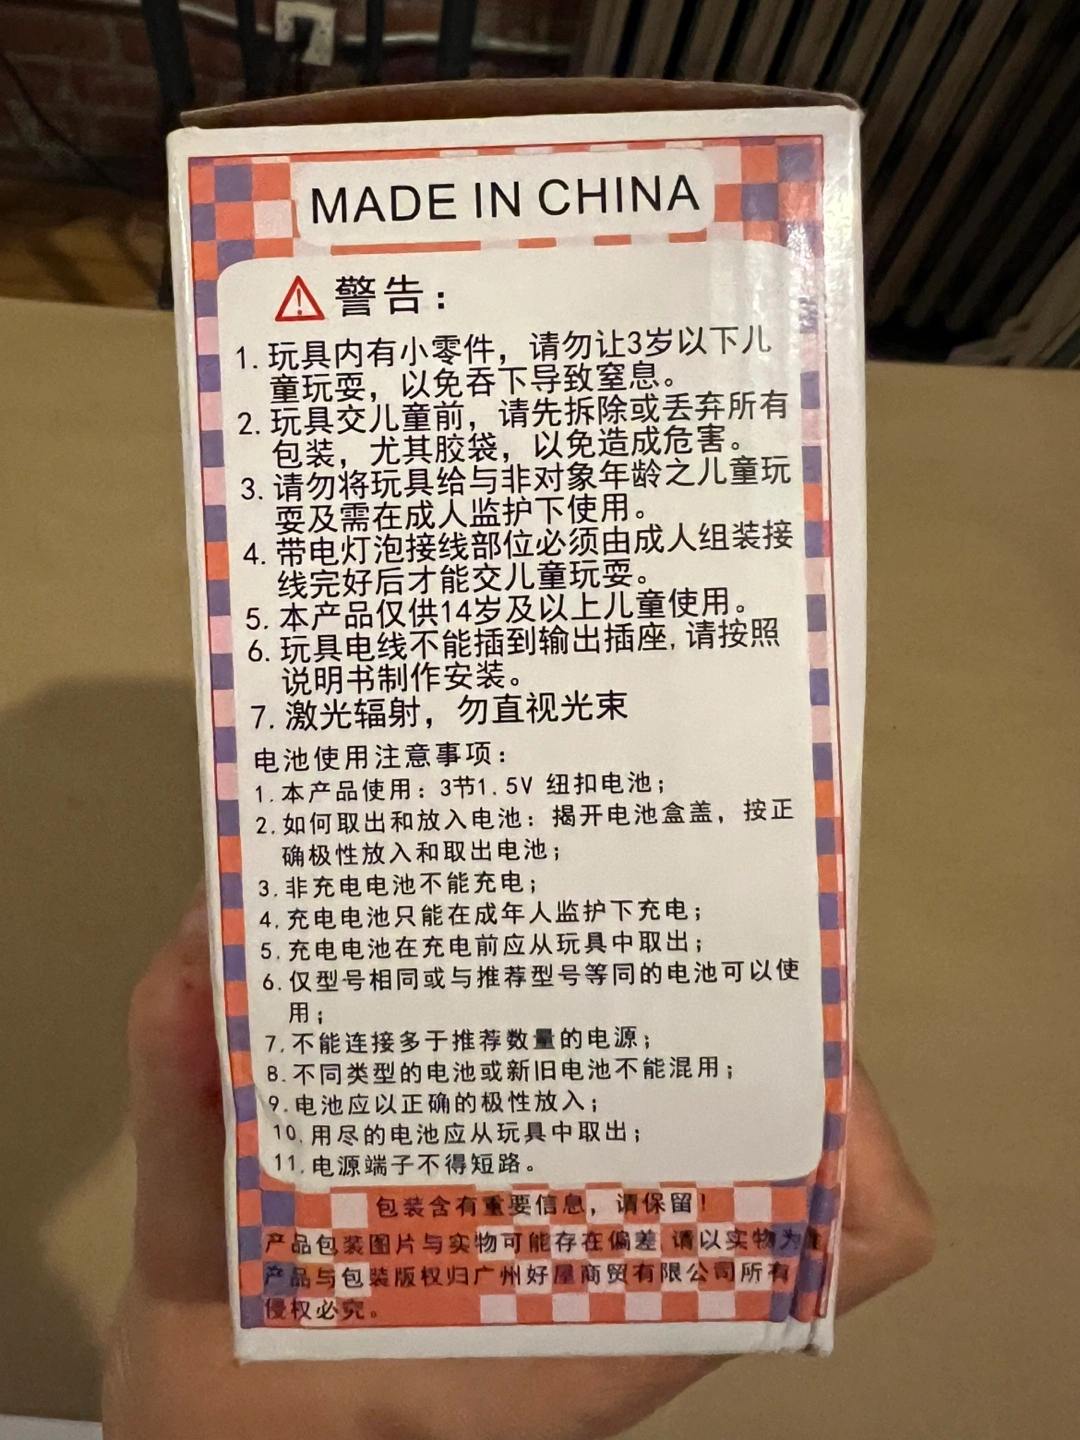 MADE IN CHINA
警告：
1. 玩具内有小零件，请勿让3岁以下儿
童玩耍，以免吞下导致窒息。
2. 玩具交儿童前，请先拆除或丢弃所有
包装，尤其胶袋，以免造成危害。
3. 请勿将玩具给与非对象年龄之儿童玩
耍及需在成人监护下使用。
4. 带电灯泡接线部位必须由成人组装接
线完好后才能交儿童玩耍。
5. 本产品仅供14岁及以上儿童使用。
6. 玩具电线不能插到输出插座,请按照
说明书制作安装。
7. 激光辐射，勿直视光束
电池使用注意事项：
1.本产品使用：3节1.5V 纽扣电池；
2.如何取出和放入电池：揭开电池盒盖，按正
确极性放入和取出电池；
3.非充电电池不能充电；
4.充电电池只能在成年人监护下充电；
5.充电电池在充电前应从玩具中取出；
6.仅型号相同或与推荐型号等同的电池可以使
用；
7.不能连接多于推荐数量的电源；
8.不同类型的电池或新旧电池不能混用；
9.电池应以正确的极性放入；
10.用尽的电池应从玩具中取出；
11.电源端子不得短路。
包装含有重要信息，请保留！
产品包装图片与实物可能存在偏差 请以实物为准
产品与包装版权归广州好屋商贸有限公司所有
侵权必究。